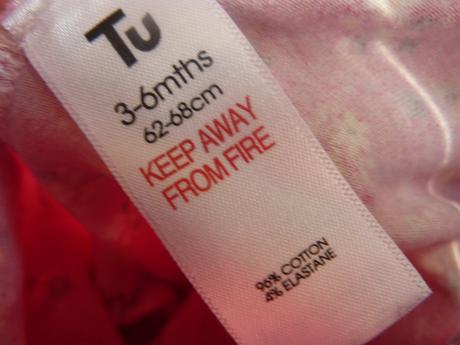 Tu
3-6mths
62-68cm
KEEP AWAY
FROM FIRE
96% COTTON
4% ELASTANE